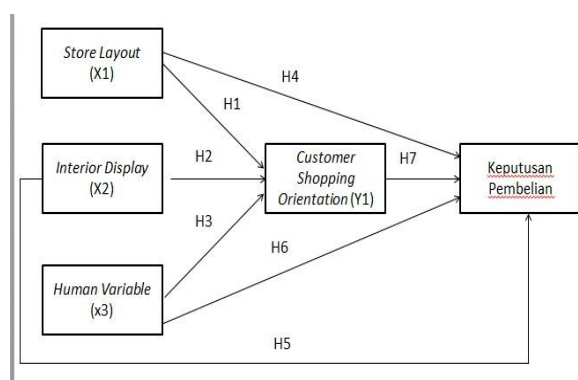 Store Layout
(X1)
H4
H1
Interior Display
(X2)
H2
Customer
Shopping
Orientation (Y1)
H7
Keputusan
Pembelian
H3
H6
Human Variable
(x3)
H5